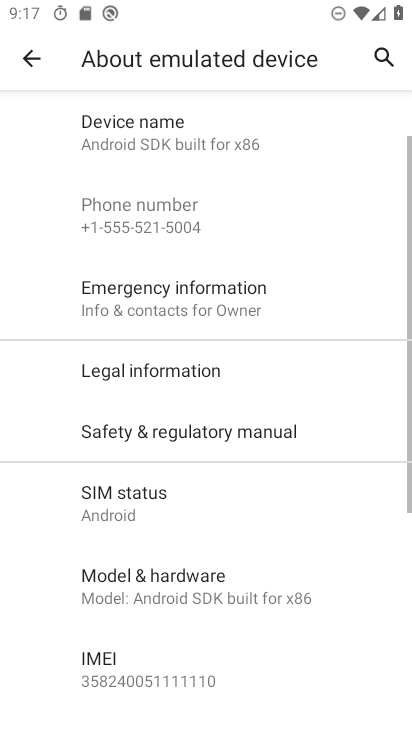 9:17
About emulated device
Device name
Android SDK built for x86
Phone number
+1-555-521-5004
Emergency information
Info & contacts for Owner
Legal information
Safety & regulatory manual
SIM status
Android
Model & hardware
Model: Android SDK built for x86
IMEI
358240051111110